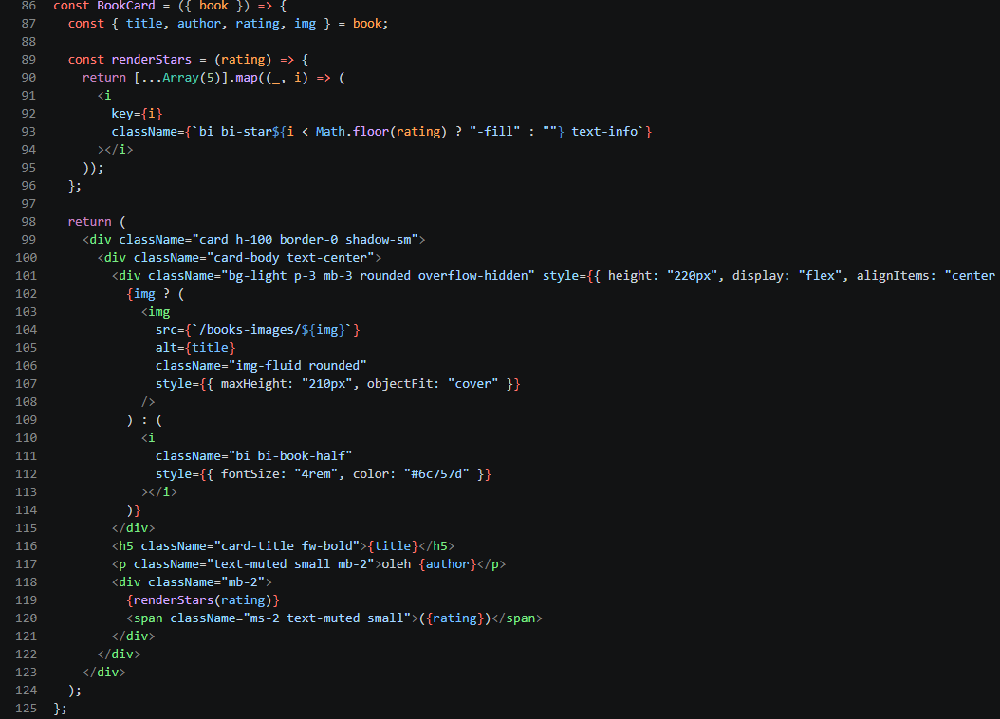 86 const BookCard = ({ book }) => {
87   const { title, author, rating, img } = book;
88
89   const renderStars = (rating) => {
90     return [...Array(5)].map((_, i) => (
91       <i
92         key={i}
93         className={`bi bi-star${i < Math.floor(rating) ? "-fill" : ""} text-info`}
94       ></i>
95     ));
96   };
97
98   return (
99     <div className="card h-100 border-0 shadow-sm">
100       <div className="card-body text-center">
101         <div className="bg-light p-3 mb-3 rounded overflow-hidden" style={{ height: "220px", display: "flex", alignItems: "center
102           {img ? (
103             <img
104               src={`/books-images/${img}`}
105               alt={title}
106               className="img-fluid rounded"
107               style={{ maxHeight: "210px", objectFit: "cover" }}
108             />
109           ) : (
110             <i
111               className="bi bi-book-half"
112               style={{ fontSize: "4rem", color: "#6c757d" }}
113             ></i>
114           )}
115         </div>
116         <h5 className="card-title fw-bold">{title}</h5>
117         <p className="text-muted small mb-2">oleh {author}</p>
118         <div className="mb-2">
119           {renderStars(rating)}
120           <span className="ms-2 text-muted small">({rating})</span>
121         </div>
122       </div>
123     </div>
124   );
125 };